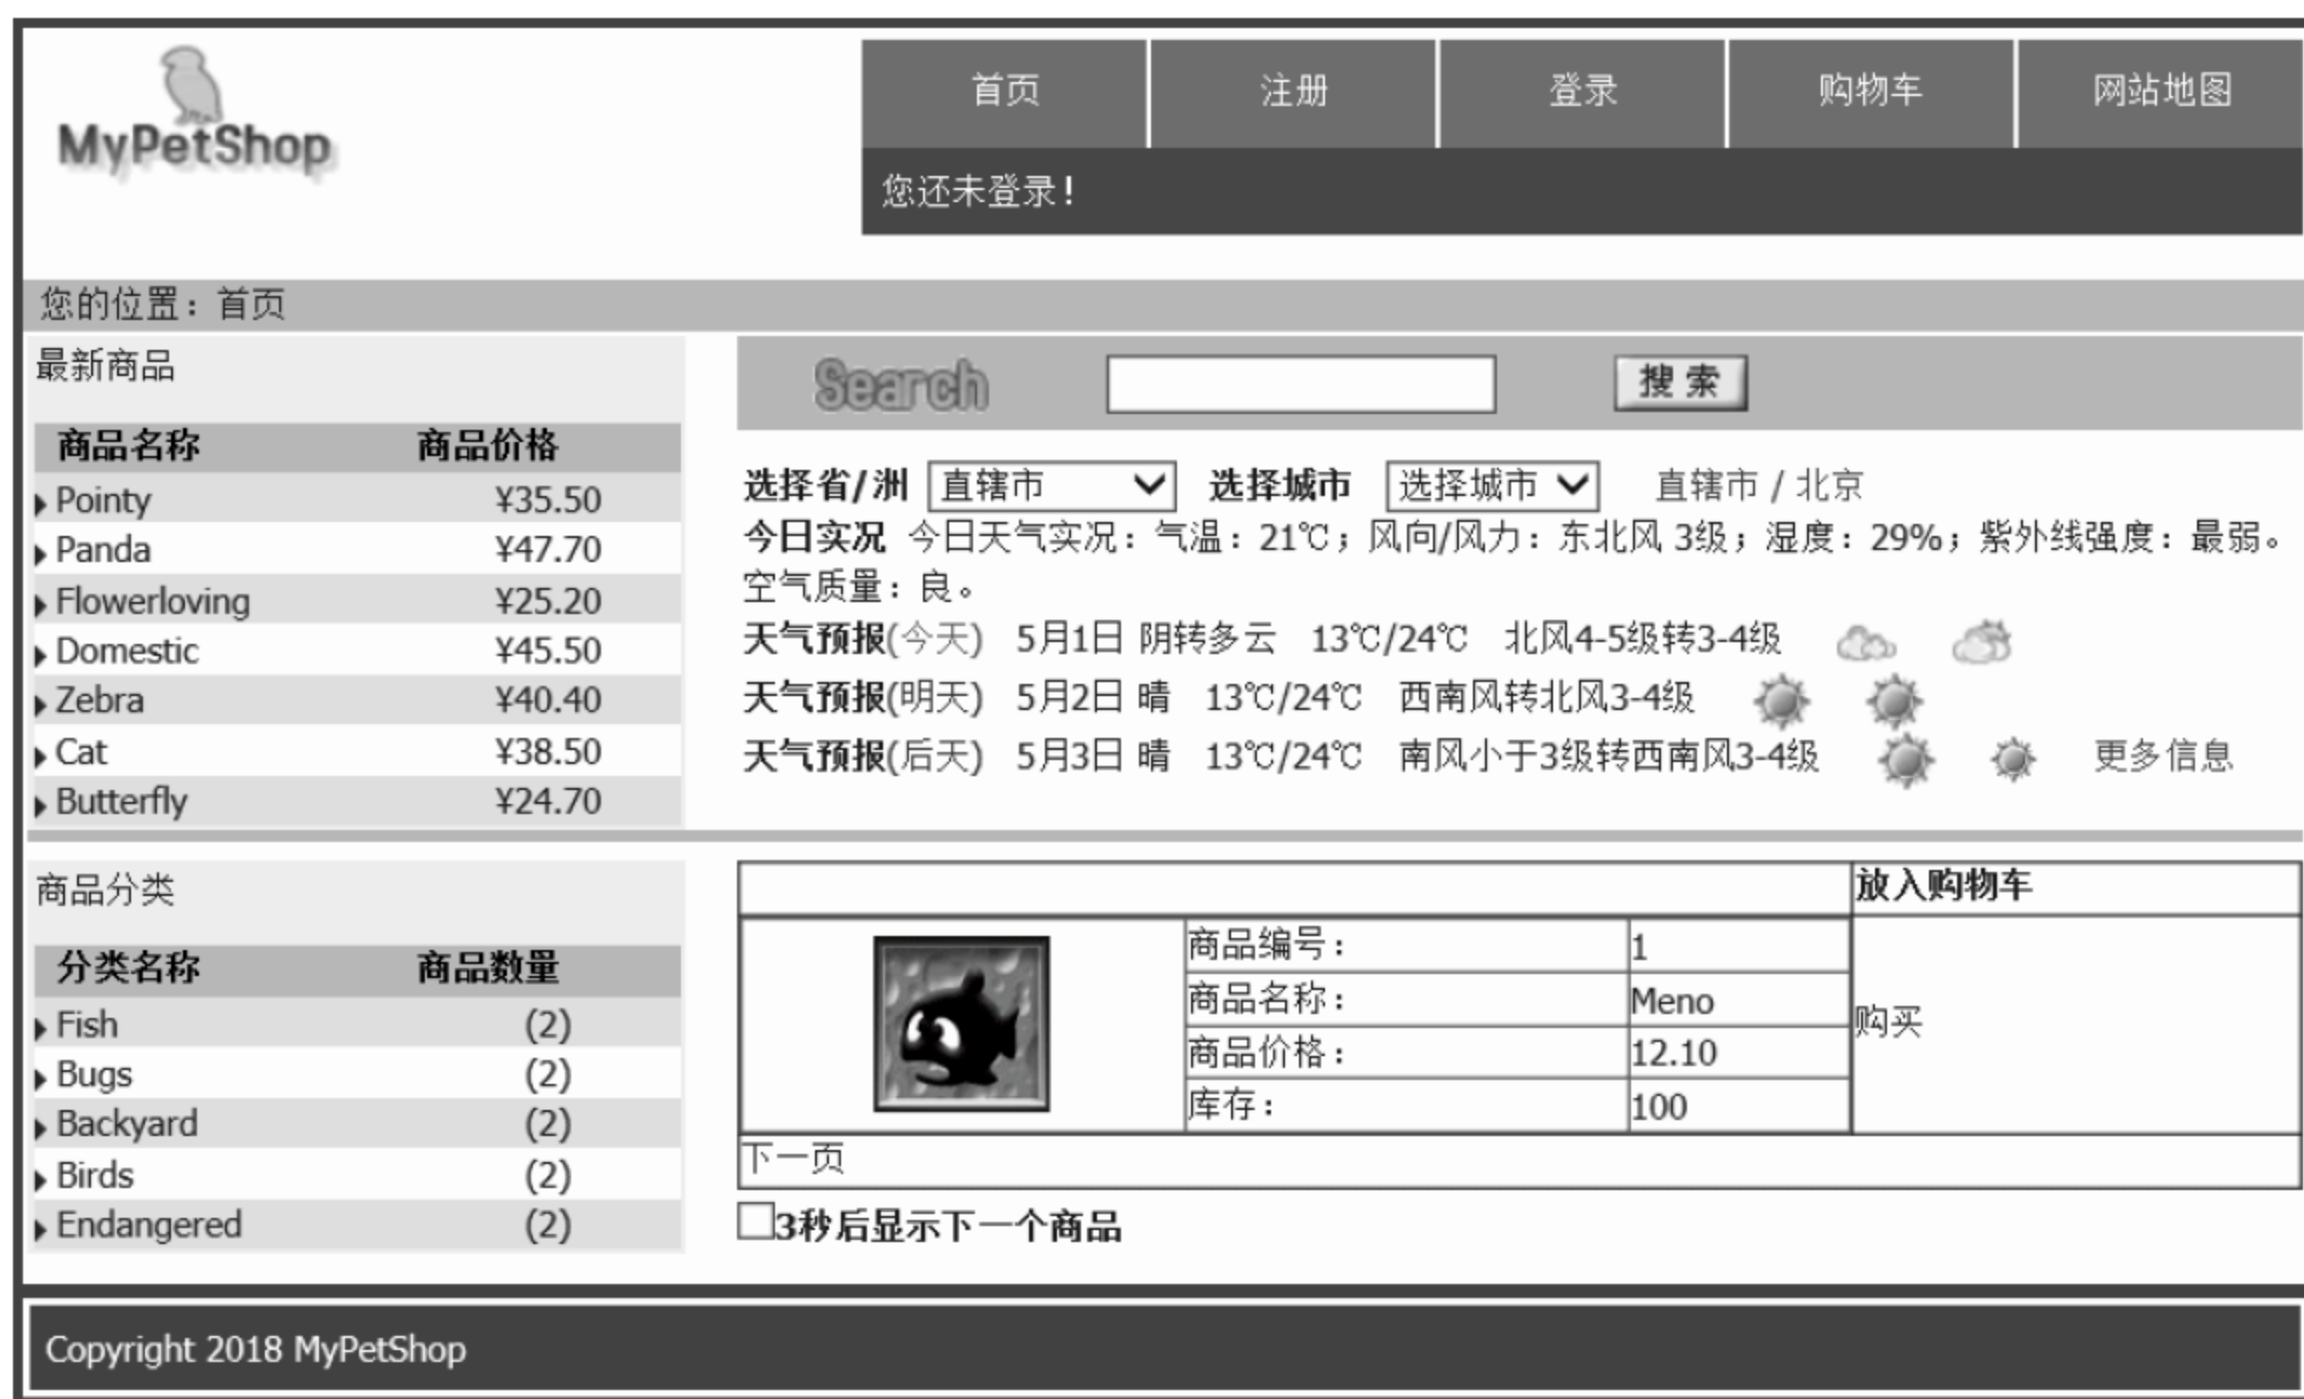 MyPetShop
首页 注册 登录 购物车 网站地图
您还未登录!
您的位置：首页
最新商品
商品名称 商品价格
Pointy ¥35.50
Panda ¥47.70
Flowerloving ¥25.20
Domestic ¥45.50
Zebra ¥40.40
Cat ¥38.50
Butterfly ¥24.70
Search 搜 索
选择省/洲 直辖市 选择城市 选择城市 直辖市 / 北京
今日实况 今日天气实况：气温：21℃；风向/风力：东北风 3级；湿度：29%；紫外线强度：最弱。
空气质量：良。
天气预报(今天) 5月1日 阴转多云 13℃/24℃ 北风4-5级转3-4级
天气预报(明天) 5月2日 晴 13℃/24℃ 西南风转北风3-4级
天气预报(后天) 5月3日 晴 13℃/24℃ 南风小于3级转西南风3-4级 更多信息
商品分类
分类名称 商品数量
Fish (2)
Bugs (2)
Backyard (2)
Birds (2)
Endangered (2)
放入购物车
商品编号： 1
商品名称： Meno
商品价格： 12.10
库存： 100
购买
下一页
3秒后显示下一个商品
Copyright 2018 MyPetShop